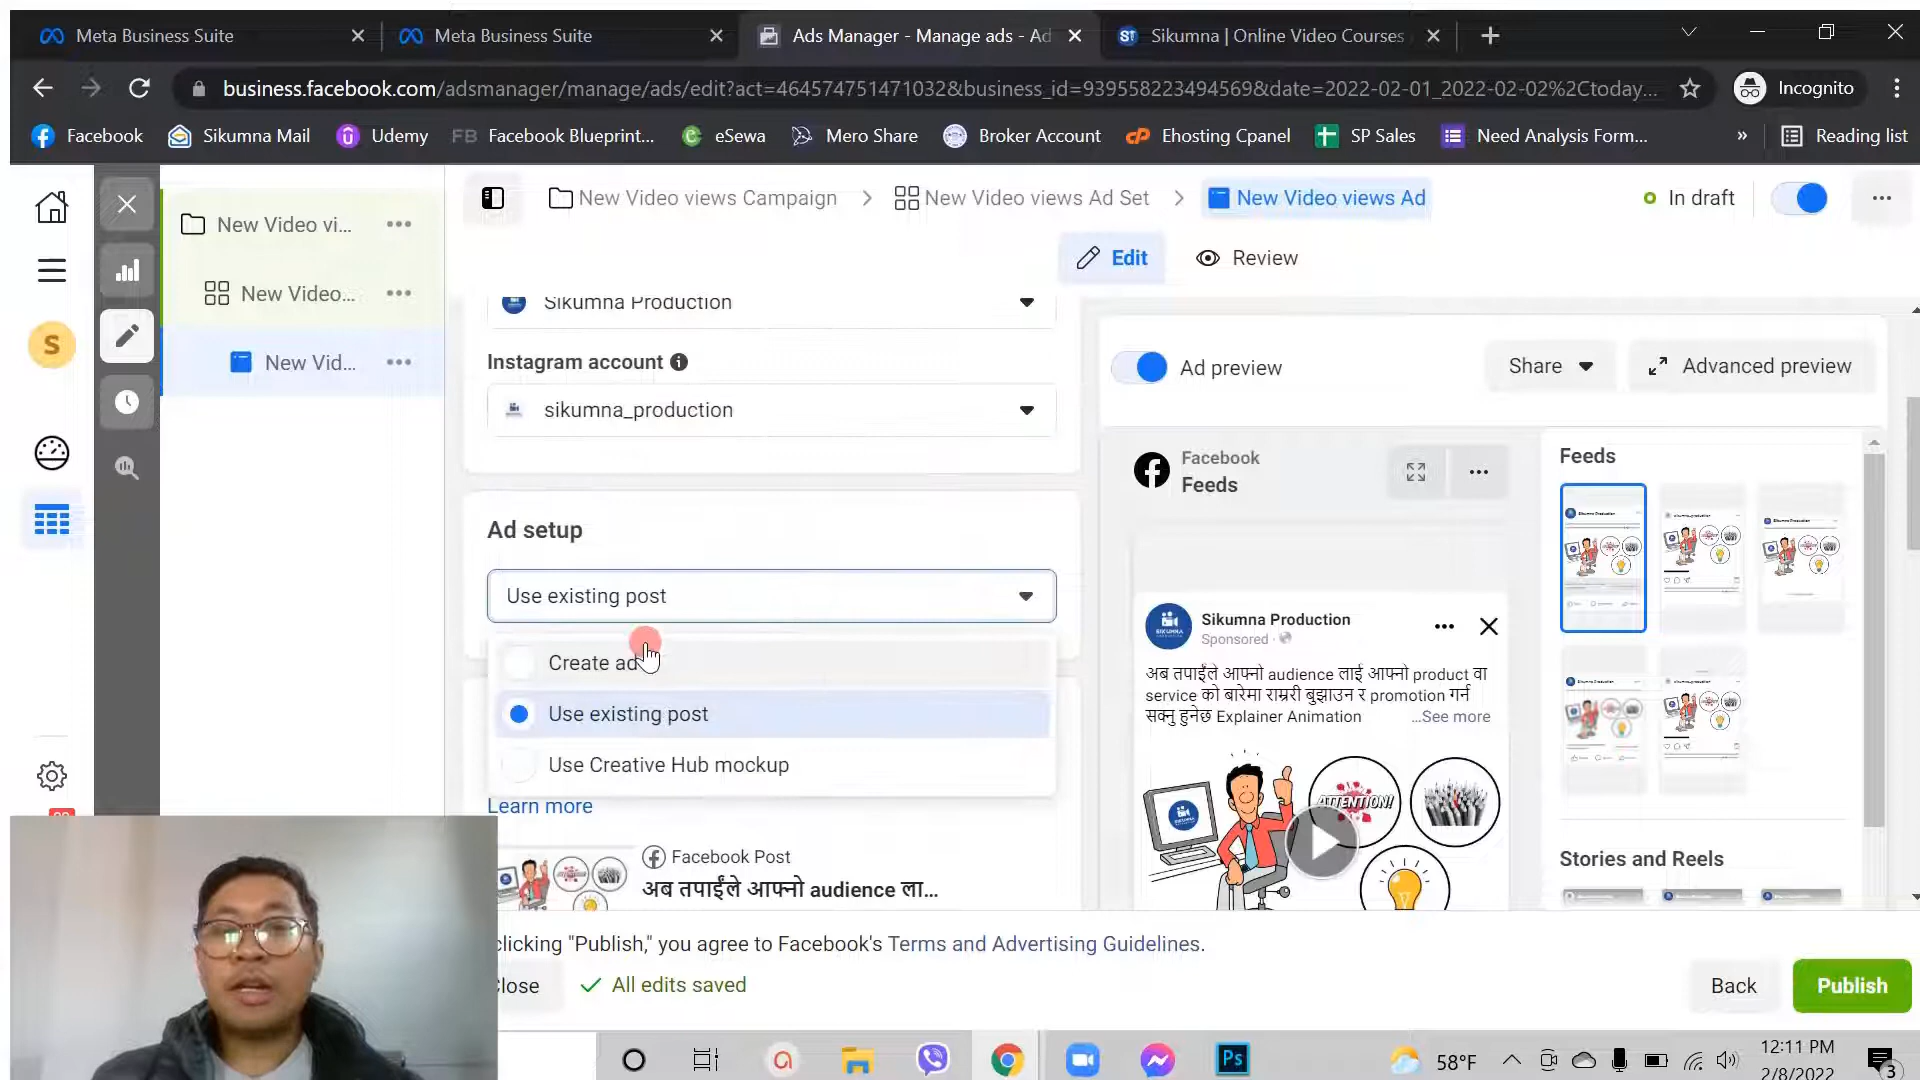 Meta Business Suite
Meta Business Suite
Ads Manager - Manage ads - Ad
ST
Sikumna | Online Video Courses
business.facebook.com/adsmanager/manage/ads/edit?act=464574751471032&business_id=939558223494569&date=2022-02-01_2022-02-02%2Ctoday...
Incognito
Facebook
Sikumna Mail
Udemy
FB Facebook Blueprint...
eSewa
Mero Share
Broker Account
Ehosting Cpanel
SP Sales
Need Analysis Form...
»
Reading list
New Video vi...
New Video...
New Vid...
S
New Video views Campaign
New Video views Ad Set
New Video views Ad
In draft
Edit
Review
Sikumna Production
Instagram account
sikumna_production
Ad setup
Use existing post
Create ad
Use existing post
Use Creative Hub mockup
Learn more
Facebook Post
अब तपाईंले आफ्नो audience ला...
Ad preview
Share
Advanced preview
Facebook
Feeds
Sikumna Production
Sponsored ·
अब तपाईंले आफ्नो audience लाई आफ्नो product वा
service को बारेमा राम्ररी बुझाउन र promotion गर्न
सक्नु हुनेछ Explainer Animation ...See more
ATTENTION!
SIKUMNA
Feeds
Stories and Reels
clicking "Publish," you agree to Facebook's Terms and Advertising Guidelines.
Close
All edits saved
Back
Publish
Ps
58°F
12:11 PM
2/8/2022
3